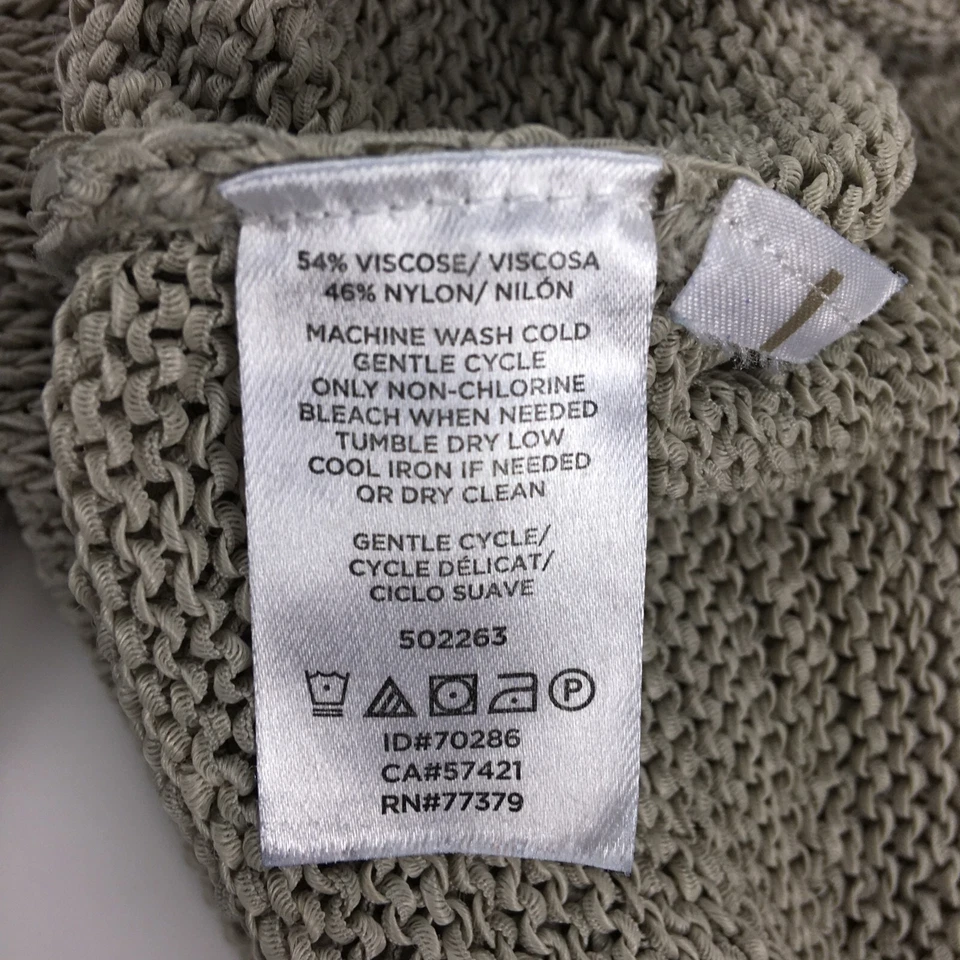 54% VISCOSE/ VISCOSA
46% NYLON/ NILÓN
MACHINE WASH COLD
GENTLE CYCLE
ONLY NON-CHLORINE
BLEACH WHEN NEEDED
TUMBLE DRY LOW
COOL IRON IF NEEDED
OR DRY CLEAN
GENTLE CYCLE/
CYCLE DÉLICAT/
CICLO SUAVE
502263
P
ID#70286
CA#57421
RN#77379